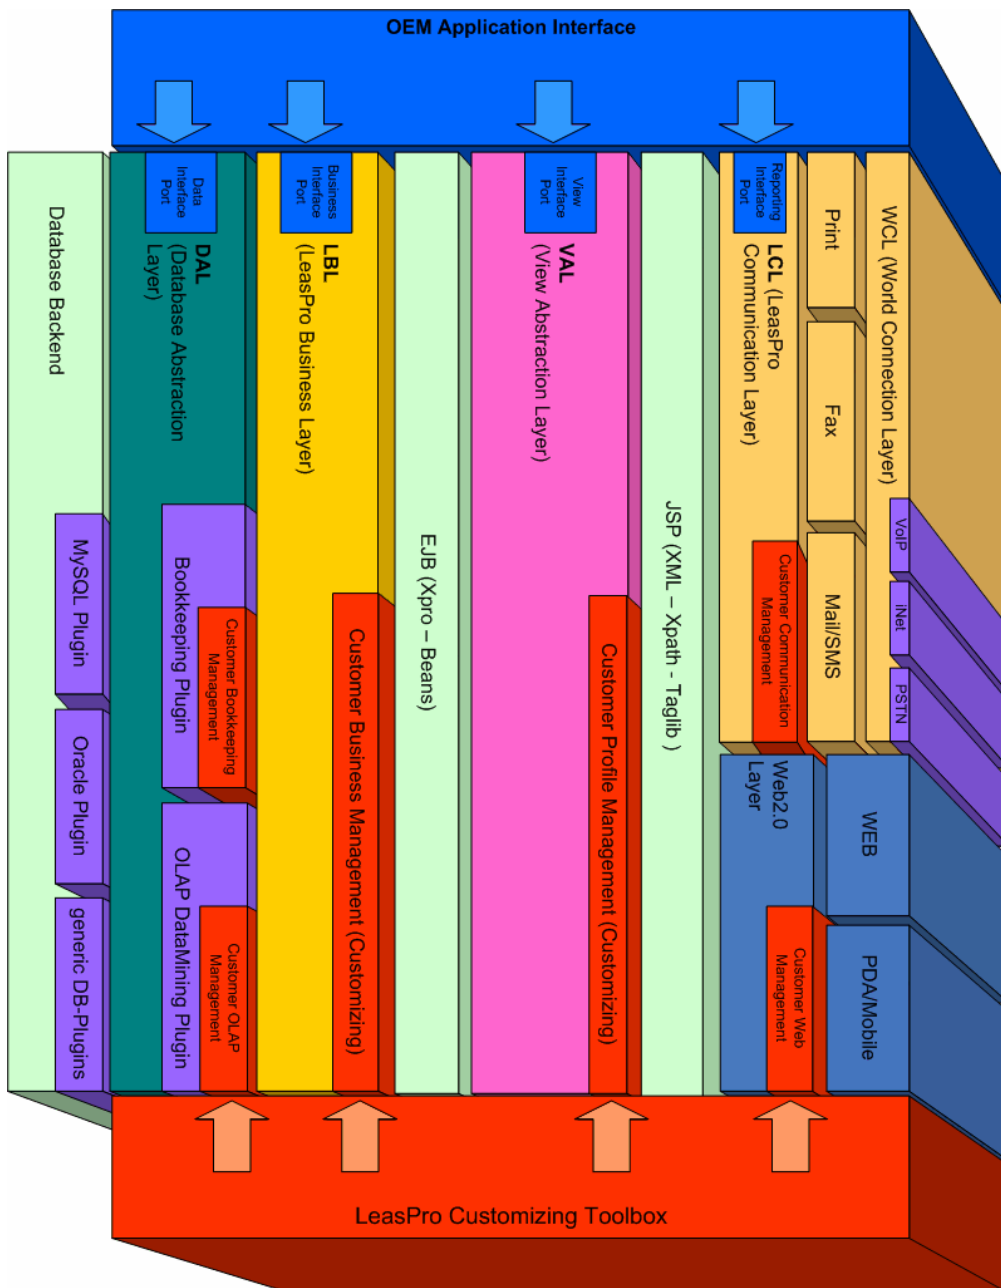 OEM Application Interface
Data
Interface
Port
Business
Interface
Port
View
Interface
Port
Reporting
Interface
Port
Database Backend
MySQL Plugin
Oracle Plugin
generic DB-Plugins
DAL
(Database Abstraction
Layer)
Bookkeeping Plugin
Customer Bookkeeping
Management
OLAP DataMining Plugin
Customer OLAP
Management
LBL
(LeasPro Business Layer)
Customer Business Management (Customizing)
EJB (Xpro – Beans)
VAL
(View Abstraction Layer)
Customer Profile Management (Customizing)
JSP (XML – Xpath - Taglib )
LCL (LeasPro
Communication Layer)
Customer Communication
Management
Print
Fax
Mail/SMS
WCL (World Connection Layer)
VoIP
iNet
PSTN
Web2.0
Layer
Customer Web
Management
WEB
PDA/Mobile
LeasPro Customizing Toolbox